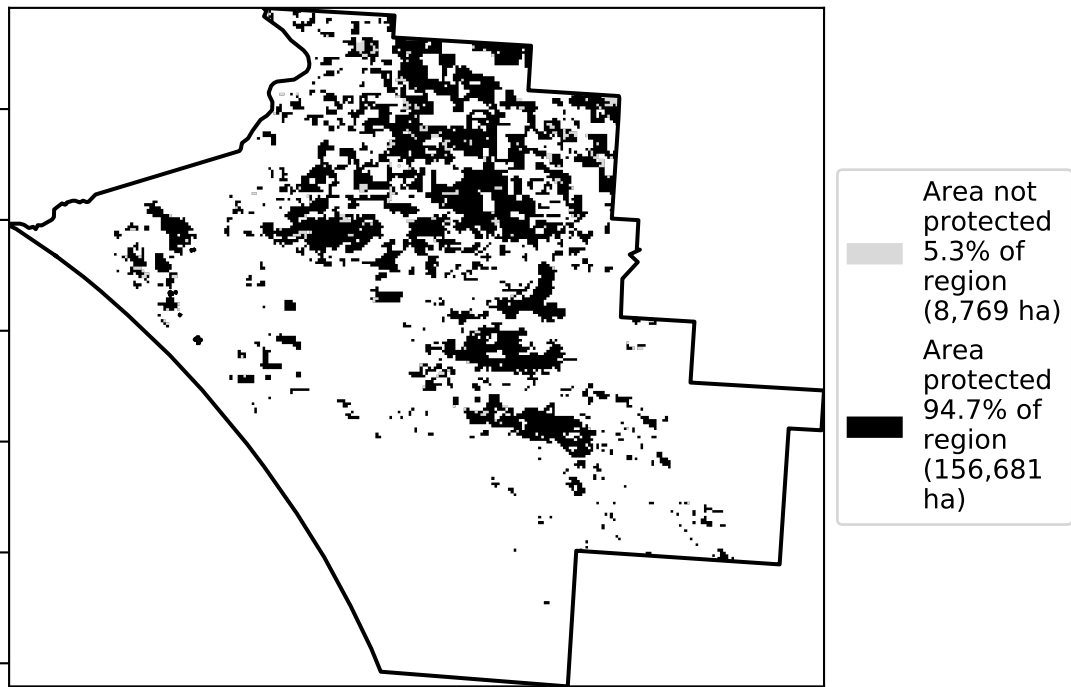 Area not
protected
5.3% of
region
(8,769 ha)
Area
protected
94.7% of
region
(156,681
ha)